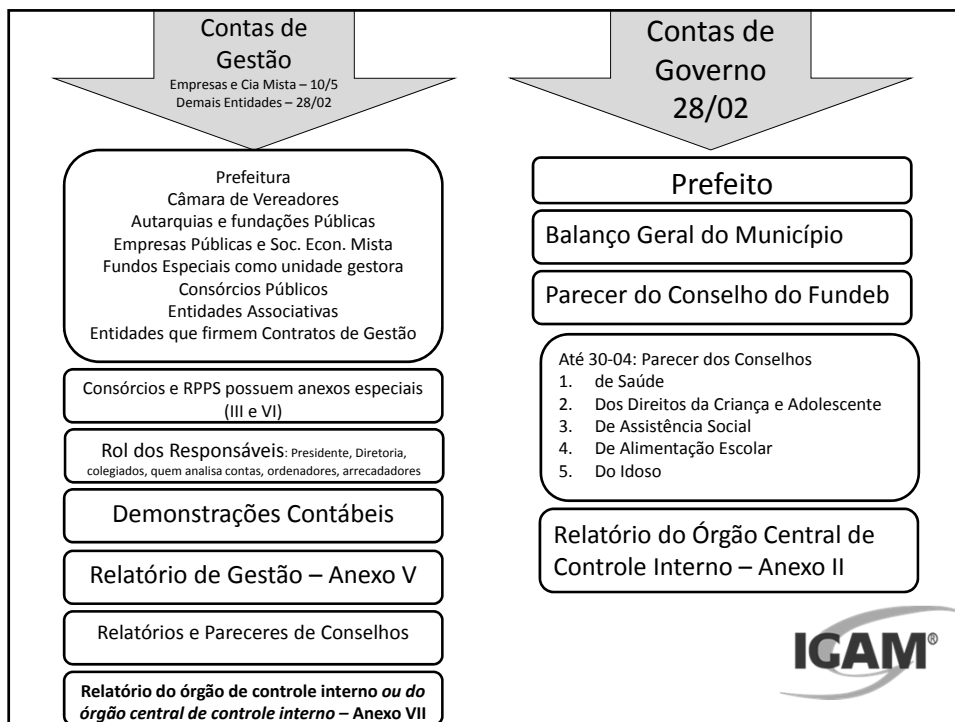 Contas de
Gestão
Empresas e Cia Mista – 10/5
Demais Entidades – 28/02
Prefeitura
Câmara de Vereadores
Autarquias e fundações Públicas
Empresas Públicas e Soc. Econ. Mista
Fundos Especiais como unidade gestora
Consórcios Públicos
Entidades Associativas
Entidades que firmem Contratos de Gestão
Consórcios e RPPS possuem anexos especiais
(III e VI)
Rol dos Responsáveis: Presidente, Diretoria,
colegiados, quem analisa contas, ordenadores, arrecadadores
Demonstrações Contábeis
Relatório de Gestão – Anexo V
Relatórios e Pareceres de Conselhos
Relatório do órgão de controle interno ou do
órgão central de controle interno – Anexo VII
Contas de
Governo
28/02
Prefeito
Balanço Geral do Município
Parecer do Conselho do Fundeb
Até 30-04: Parecer dos Conselhos
1. de Saúde
2. Dos Direitos da Criança e Adolescente
3. De Assistência Social
4. De Alimentação Escolar
5. Do Idoso
Relatório do Órgão Central de
Controle Interno – Anexo II
IGAM®